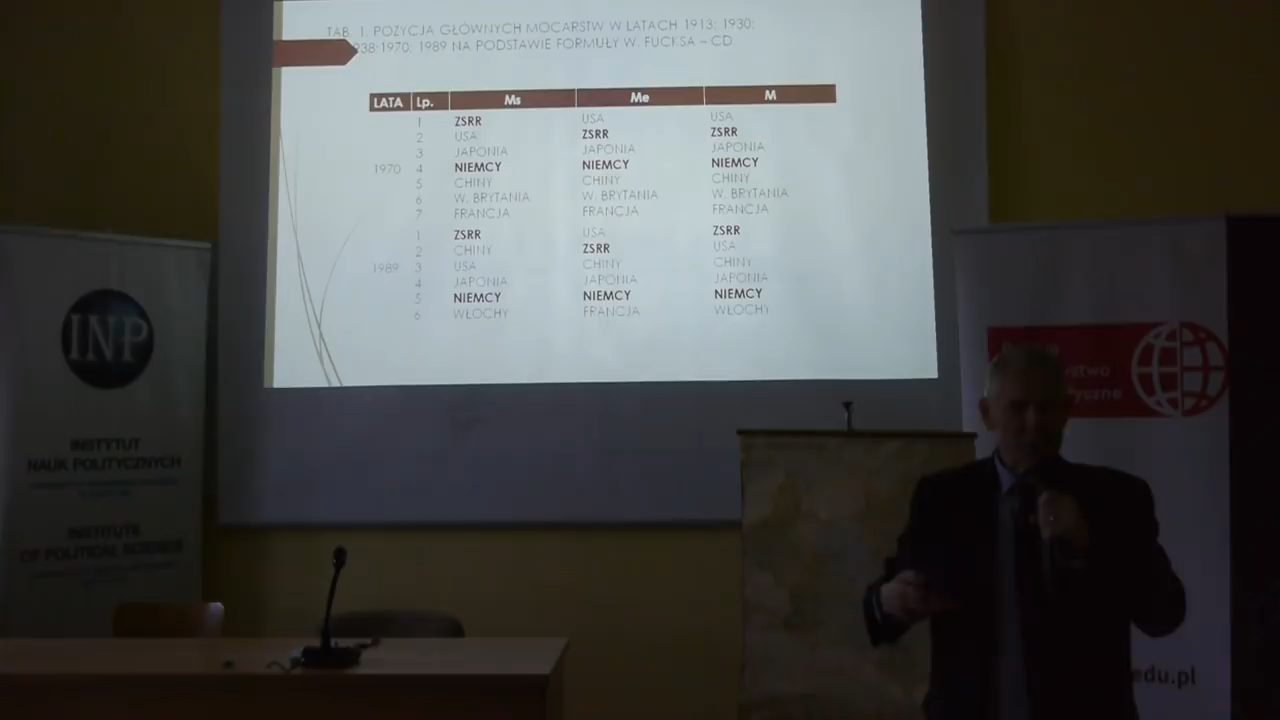 TAB. 1. POZYCJA GŁÓWNYCH MOCARSTW W LATACH 1913; 1930;
938;1970; 1989 NA PODSTAWIE FORMUŁY W. FUCKSA – CD.
LATA Lp. Ms Me M
1 ZSRR USA USA
2 USA ZSRR ZSRR
3 JAPONIA JAPONIA JAPONIA
1970 4 NIEMCY NIEMCY NIEMCY
5 CHINY CHINY CHINY
6 W. BRYTANIA W. BRYTANIA W. BRYTANIA
7 FRANCJA FRANCJA FRANCJA
1 ZSRR USA ZSRR
2 CHINY ZSRR USA
1989 3 USA CHINY CHINY
4 JAPONIA JAPONIA JAPONIA
5 NIEMCY NIEMCY NIEMCY
6 WŁOCHY FRANCJA WŁOCHY
INP
INSTYTUT
NAUK POLITYCZNYCH
INSTITUTE
OF POLITICAL SCIENCE
stwo
yczne
edu.pl